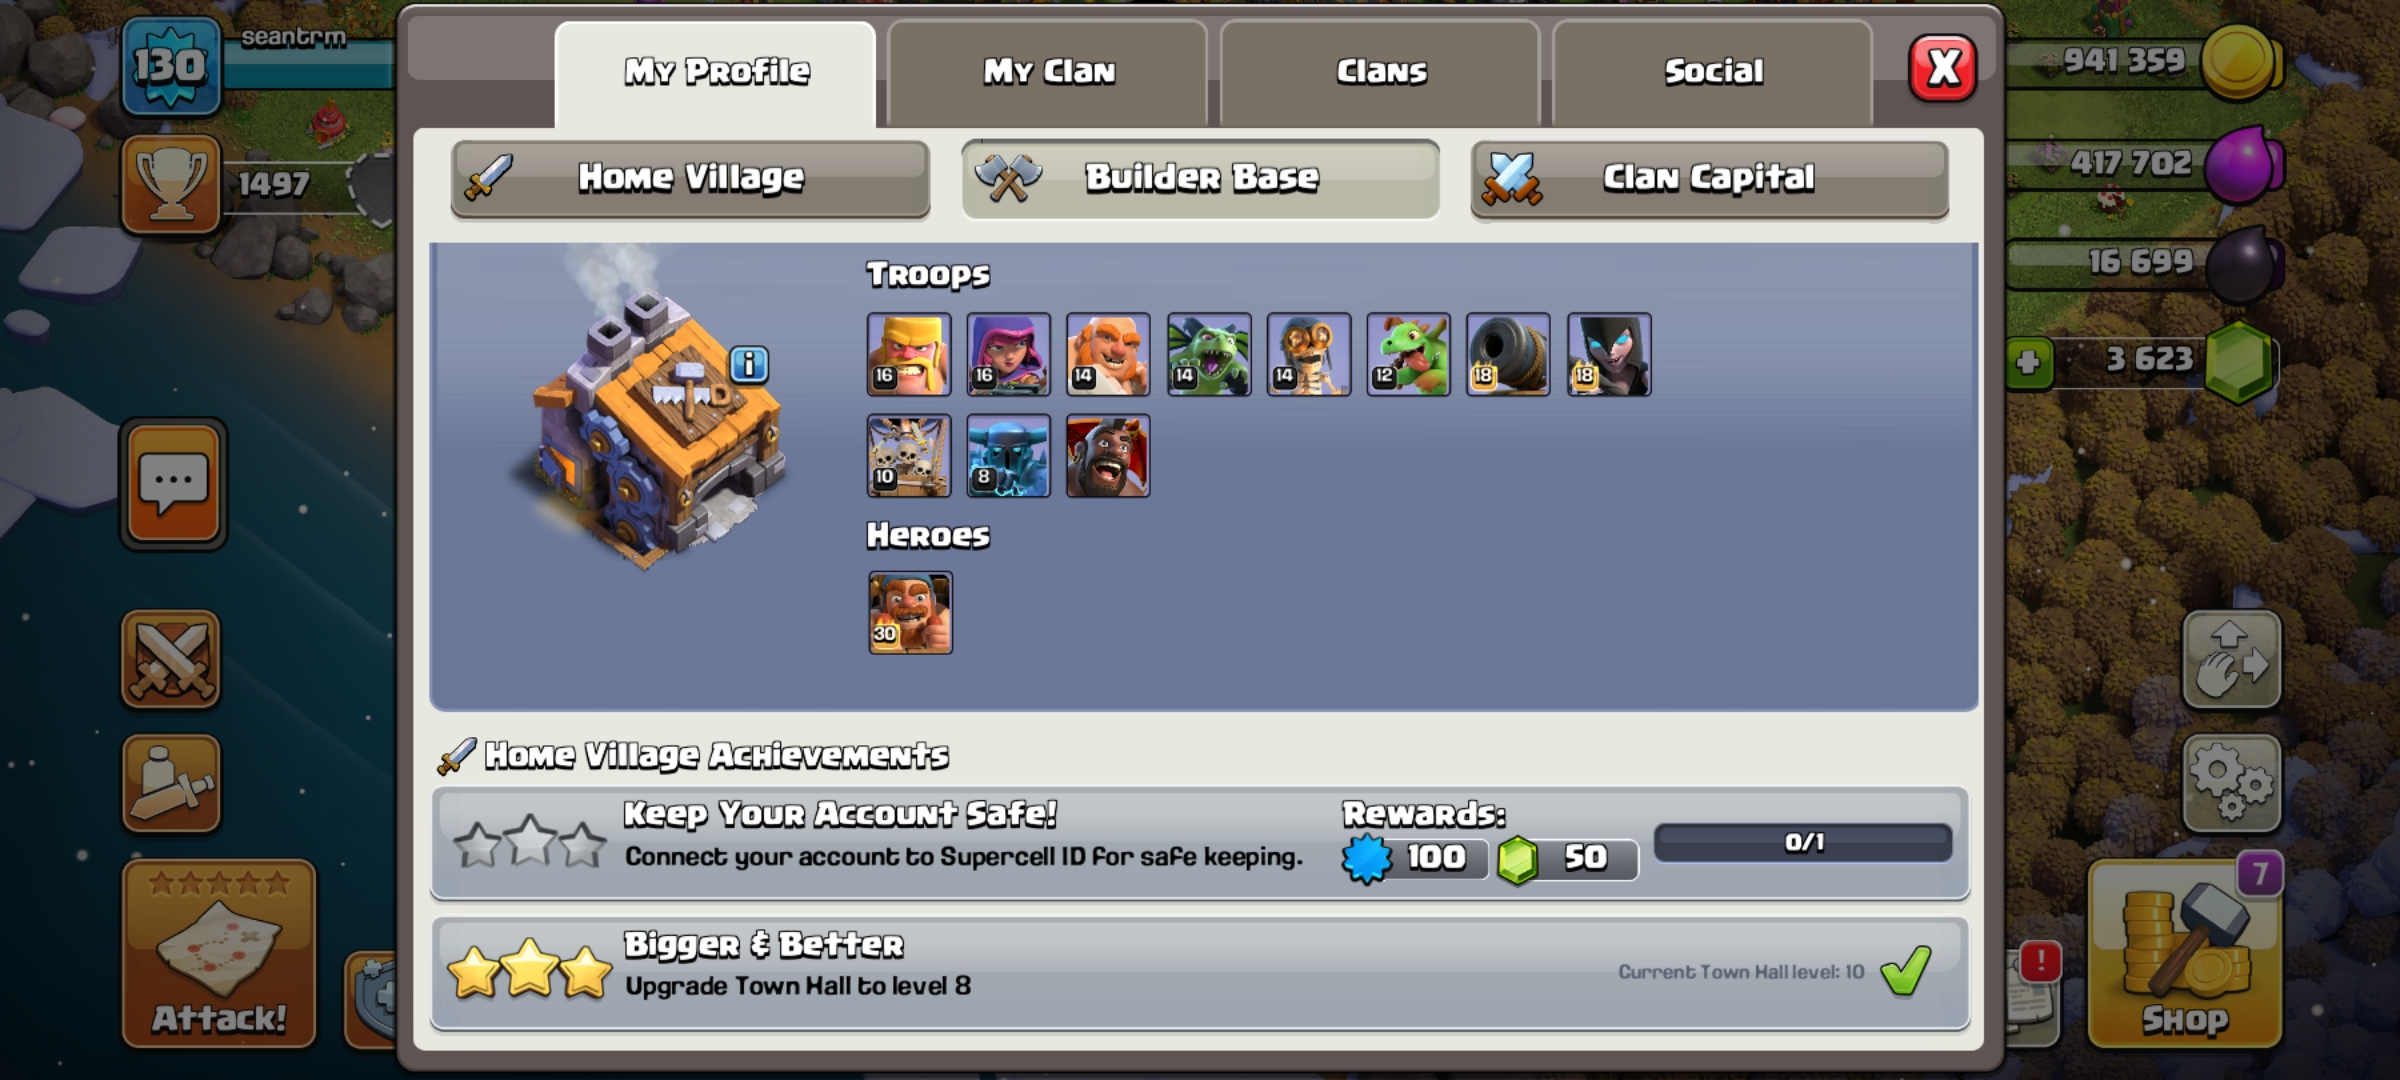 130
seantrm
My Profile
My Clan
Clans
Social
X
941 359
1497
Home Village
Builder Base
Clan Capital
417 702
16 699
3 623
Troops
i
16
16
14
14
14
12
18
18
10
8
Heroes
30
Home Village Achievements
Keep Your Account Safe!
Connect your account to Supercell ID for safe keeping.
Rewards:
100
50
0/1
Bigger & Better
Upgrade Town Hall to level 8
Current Town Hall level: 10
Attack!
7
!
Shop